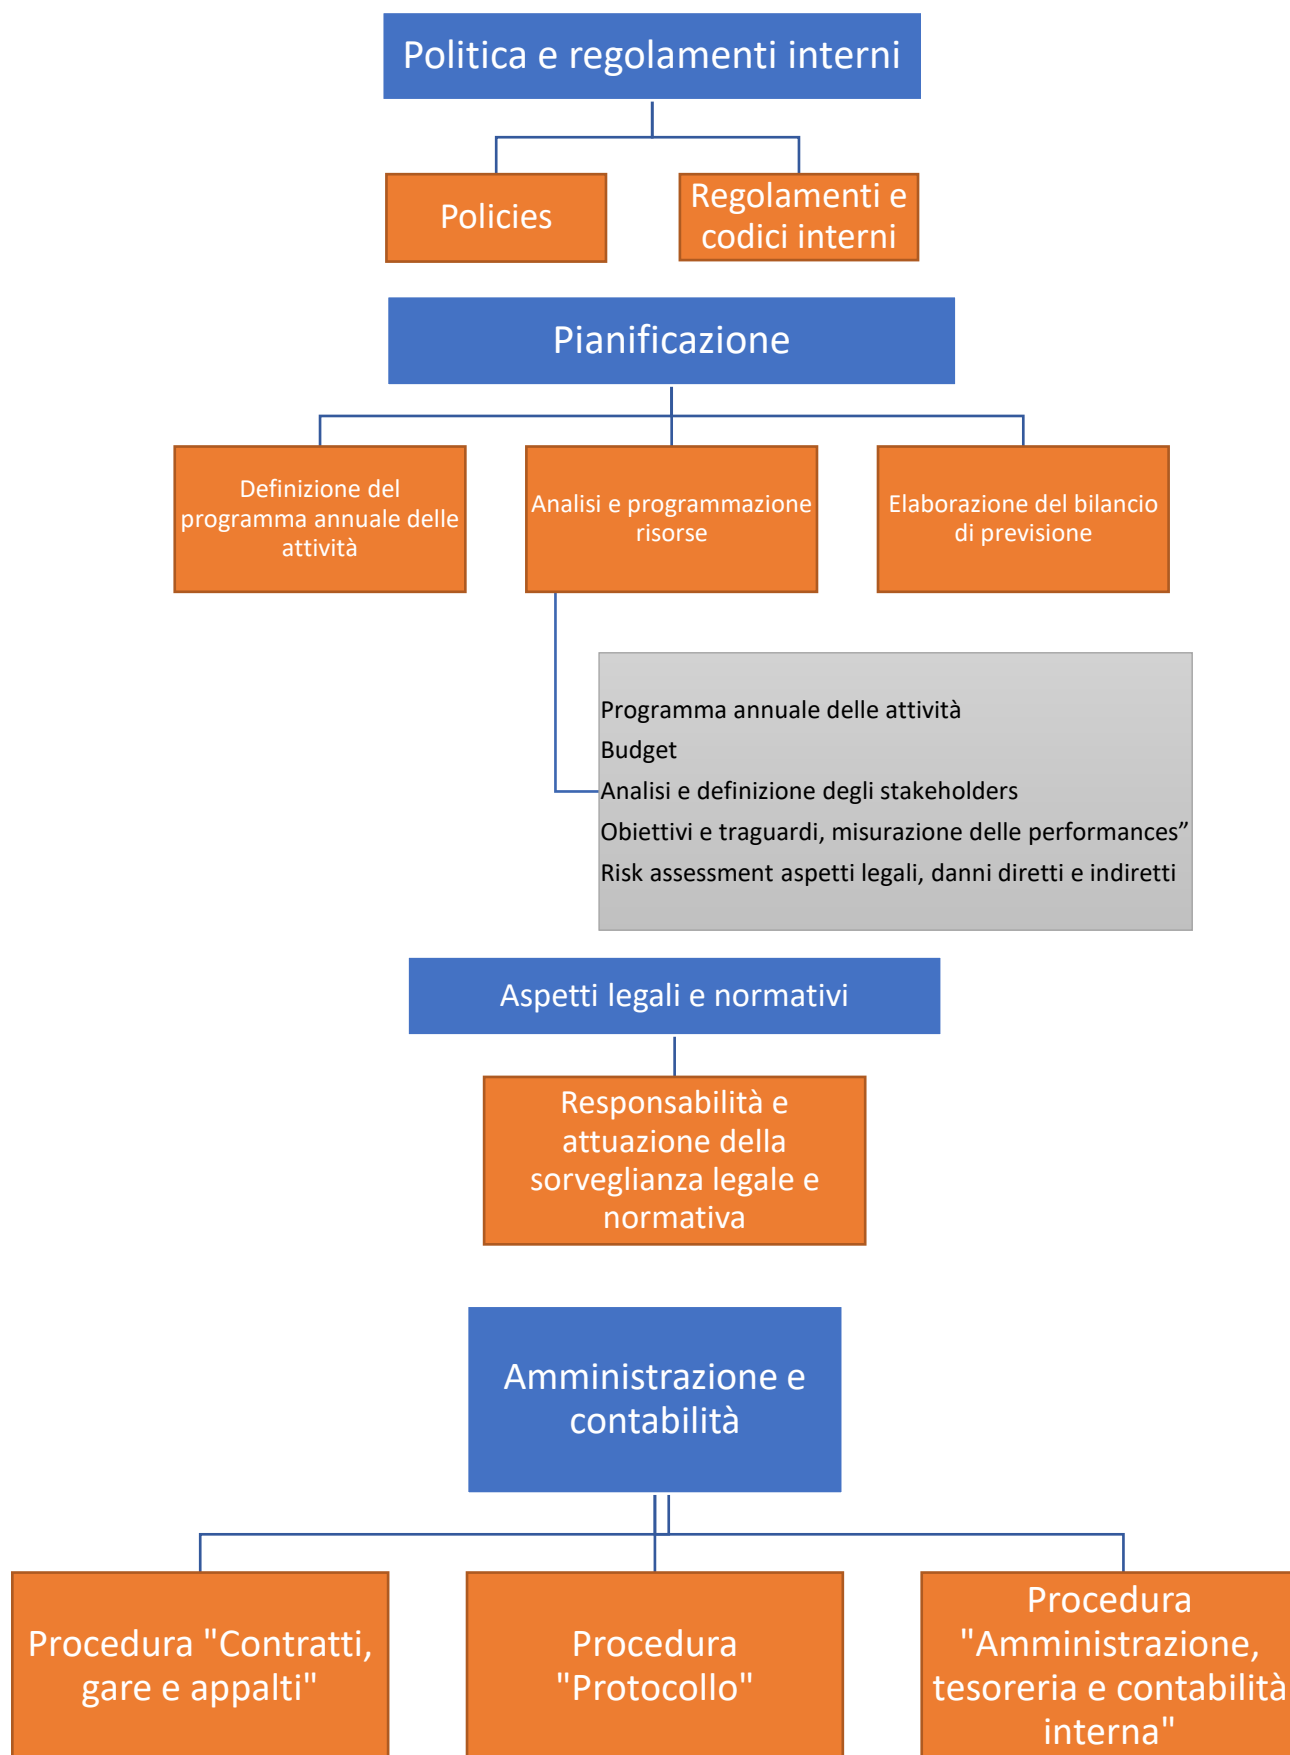 Politica e regolamenti interni
Policies
Regolamenti e
codici interni
Pianificazione
Definizione del
programma annuale delle
attività
Analisi e programmazione
risorse
Elaborazione del bilancio
di previsione
Programma annuale delle attività
Budget
Analisi e definizione degli stakeholders
Obiettivi e traguardi, misurazione delle performances”
Risk assessment aspetti legali, danni diretti e indiretti
Aspetti legali e normativi
Responsabilità e
attuazione della
sorveglianza legale e
normativa
Amministrazione e
contabilità
Procedura "Contratti,
gare e appalti"
Procedura
"Protocollo"
Procedura
"Amministrazione,
tesoreria e contabilità
interna"